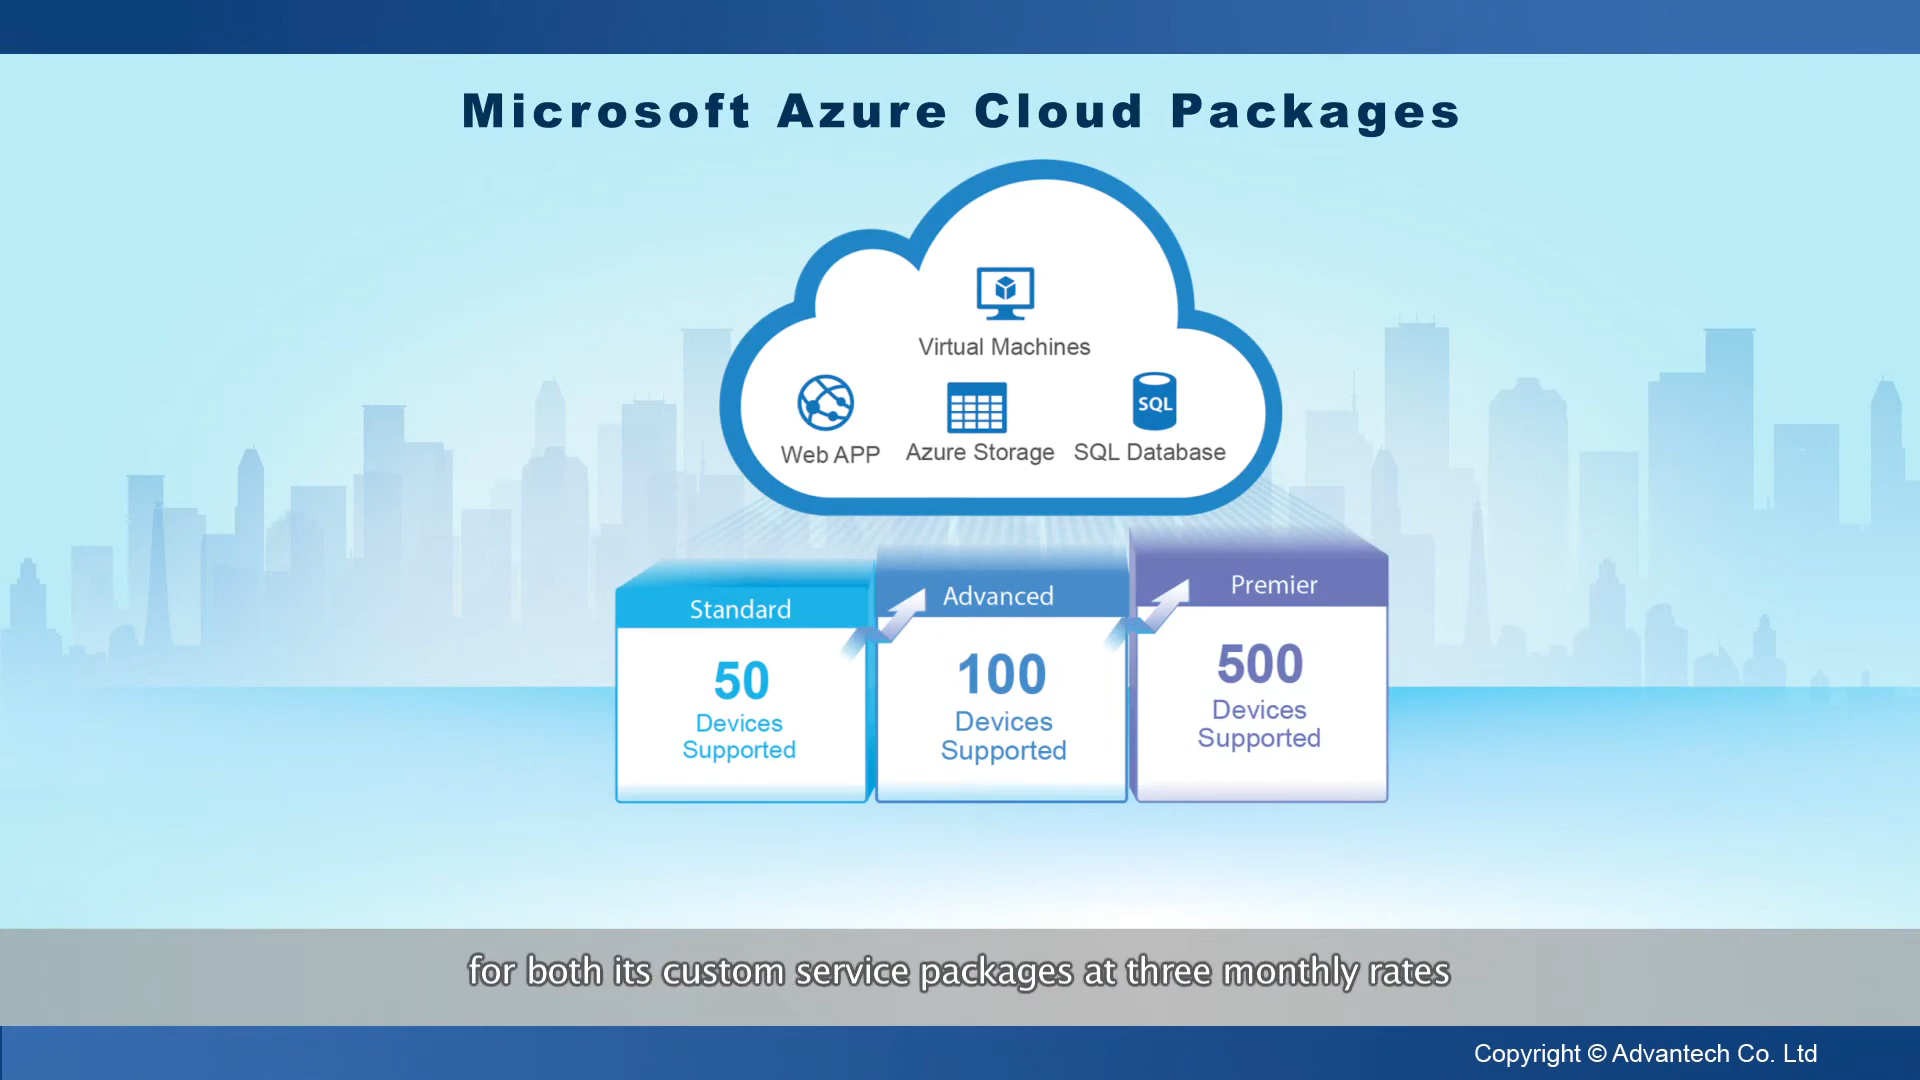 Microsoft Azure Cloud Packages
Virtual Machines
Web APP
Azure Storage
SQL
SQL Database
Standard
50
Devices
Supported
Advanced
100
Devices
Supported
Premier
500
Devices
Supported
for both its custom service packages at three monthly rates
Copyright © Advantech Co. Ltd